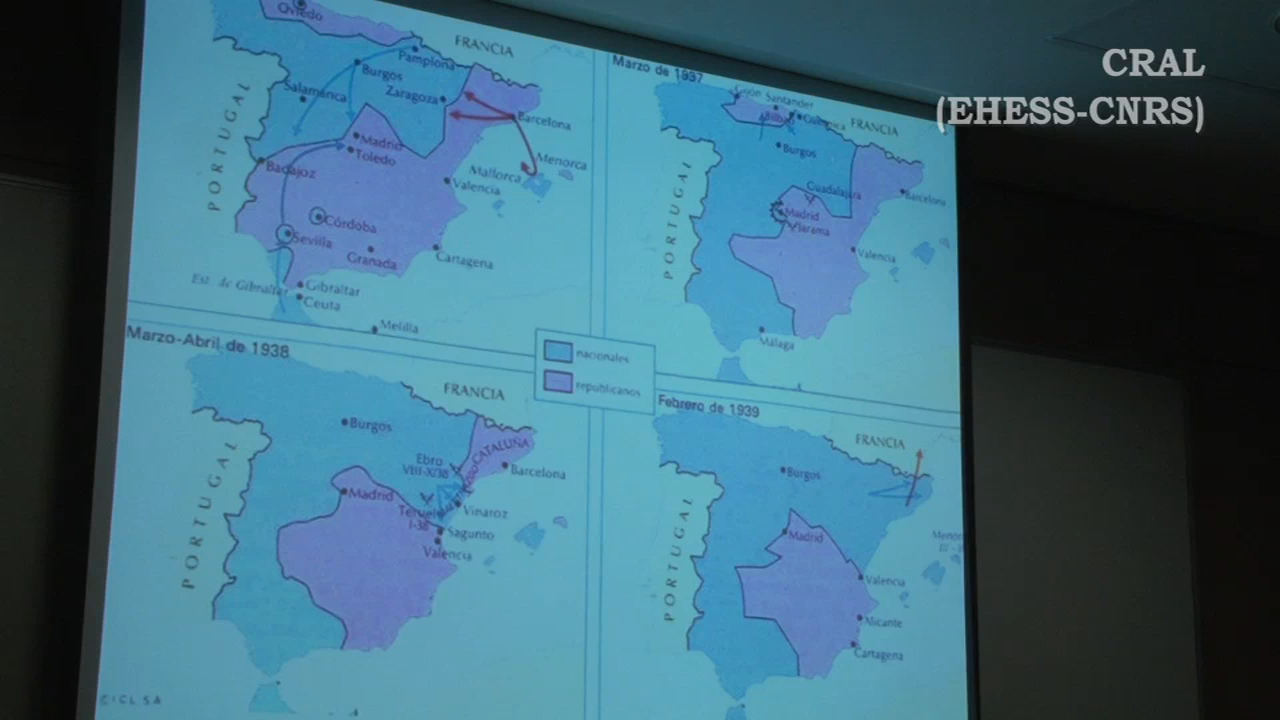 CRAL
(EHESS-CNRS)
Oviedo
FRANCIA
Pamplona
Burgos
Salamanca
Zaragoza
Barcelona
PORTUGAL
Madrid
Toledo
Menorca
Mallorca
Badajoz
Valencia
Córdoba
Sevilla
Granada
Cartagena
Est. de Gibraltar
Gibraltar
Ceuta
Melilla
Marzo de 1937
Gijón
Santander
Bilbao
FRANCIA
Burgos
PORTUGAL
Guadalajara
Barcelona
Madrid
Jarama
Valencia
Málaga
nacionales
republicanos
Marzo-Abril de 1938
FRANCIA
Burgos
CATALUÑA
Ebro
Barcelona
PORTUGAL
Madrid
Teruel
I-38
Vinaroz
Sagunto
Valencia
Febrero de 1939
FRANCIA
Burgos
PORTUGAL
Madrid
Valencia
Alicante
Cartagena